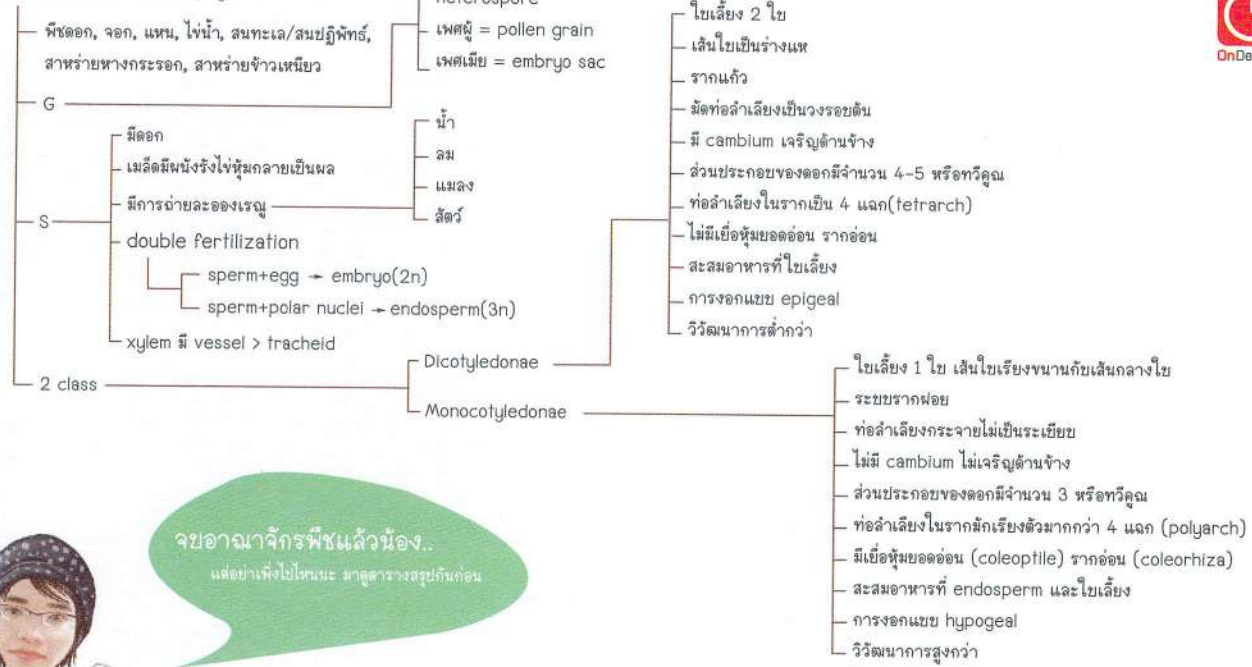 heterospore
พืชดอก, จอก, แหน, ไข่น้ำ, สนทะเล/สนปฏิพัทธ์,
สาหร่ายหางกระรอก, สาหร่ายข้าวเหนียว
เพศผู้ = pollen grain
เพศเมีย = embryo sac
G
S
มีดอก
เมล็ดมีผนังรังไข่หุ้มกลายเป็นผล
มีการถ่ายละอองเรณู
น้ำ
ลม
แมลง
สัตว์
double fertilization
sperm+egg → embryo(2n)
sperm+polar nuclei → endosperm(3n)
xylem มี vessel > tracheid
2 class
Dicotyledonae
ใบเลี้ยง 2 ใบ
เส้นใบเป็นร่างแห
รากแก้ว
มัดท่อลำเลียงเป็นวงรอบต้น
มี cambium เจริญด้านข้าง
ส่วนประกอบของดอกมีจำนวน 4-5 หรือทวีคูณ
ท่อลำเลียงในรากเป็น 4 แฉก(tetrarch)
ไม่มีเยื่อหุ้มยอดอ่อน รากอ่อน
สะสมอาหารที่ใบเลี้ยง
การงอกแบบ epigeal
วิวัฒนาการต่ำกว่า
Monocotyledonae
ใบเลี้ยง 1 ใบ เส้นใบเรียงขนานกับเส้นกลางใบ
ระบบรากฝอย
ท่อลำเลียงกระจายไม่เป็นระเบียบ
ไม่มี cambium ไม่เจริญด้านข้าง
ส่วนประกอบของดอกมีจำนวน 3 หรือทวีคูณ
ท่อลำเลียงในรากมักเรียงตัวมากกว่า 4 แฉก (polyarch)
มีเยื่อหุ้มยอดอ่อน (coleoptile) รากอ่อน (coleorhiza)
สะสมอาหารที่ endosperm และใบเลี้ยง
การงอกแบบ hypogeal
วิวัฒนาการสูงกว่า
จบอาณาจักรพืชแล้วน้อง..
แต่อย่าเพิ่งไปไหนนะ มาดูตารางสรุปกันก่อน